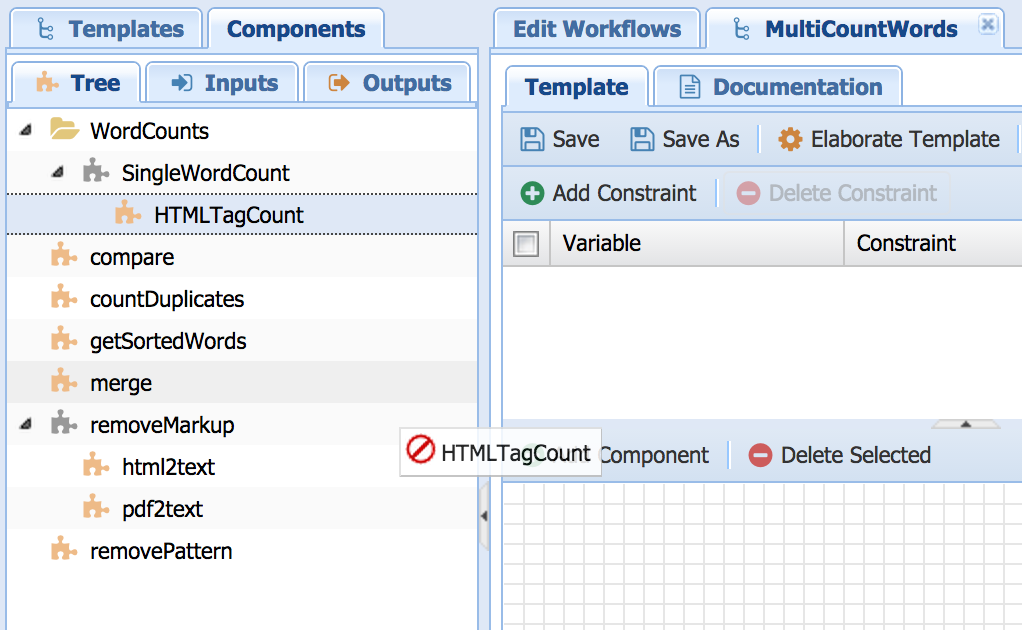 Templates
Components
Tree
Inputs
Outputs
WordCounts
SingleWordCount
HTMLTagCount
compare
countDuplicates
getSortedWords
merge
removeMarkup
html2text
pdf2text
removePattern
HTMLTagCount
Edit Workflows
MultiCountWords
Template
Documentation
Save
Save As
Elaborate Template
Add Constraint
Delete Constraint
Variable
Constraint
Component
Delete Selected